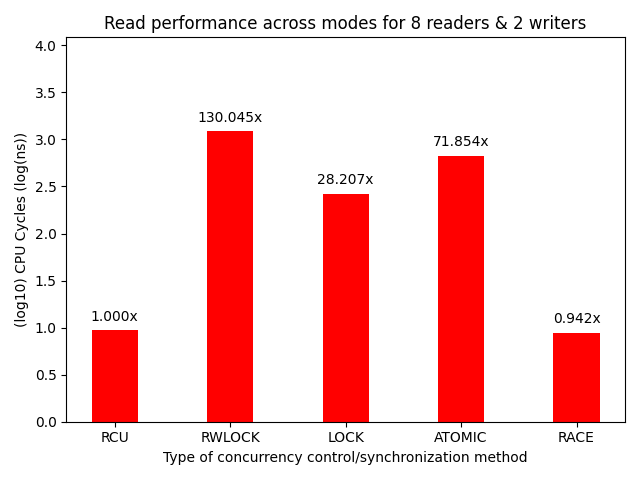 Read performance across modes for 8 readers & 2 writers
(log10) CPU Cycles (log(ns))
4.0
3.5
3.0
2.5
2.0
1.5
1.0
0.5
0.0
1.000x
130.045x
28.207x
71.854x
0.942x
RCU
RWLOCK
LOCK
ATOMIC
RACE
Type of concurrency control/synchronization method